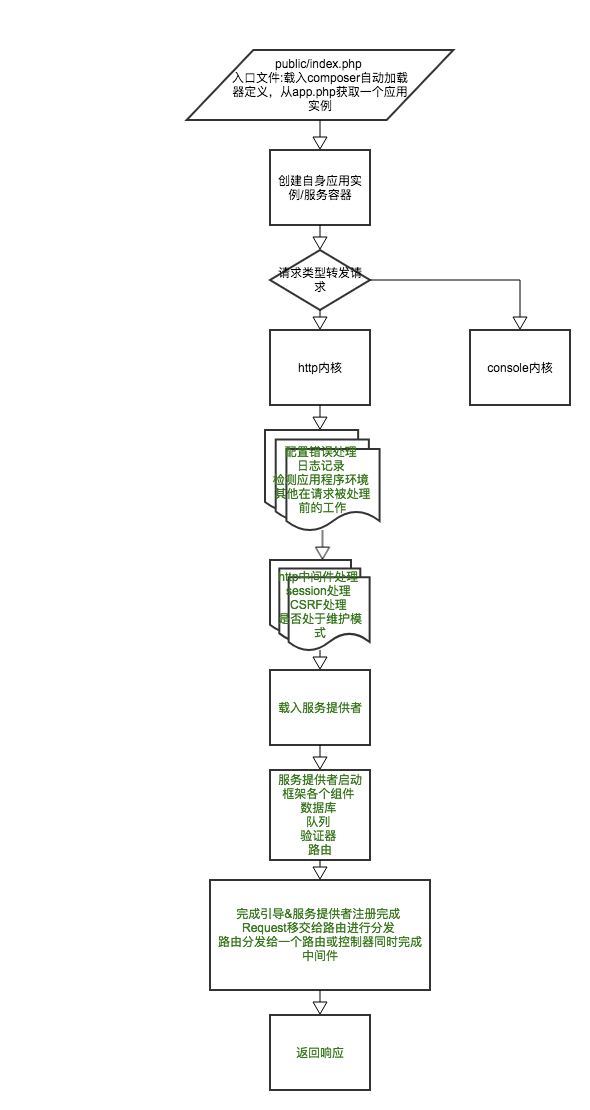 public/index.php
入口文件:载入composer自动加载
器定义，从app.php获取一个应用
实例
创建自身应用实
例/服务容器
请求类型转发请
求
http内核
console内核
配置错误处理
日志记录
检测应用程序环境
其他在请求被处理
前的工作
http中间件处理
session处理
CSRF处理
是否处于维护模
式
载入服务提供者
服务提供者启动
框架各个组件
数据库
队列
验证器
路由
完成引导&服务提供者注册完成
Request移交给路由进行分发
路由分发给一个路由或控制器同时完成
中间件
返回响应